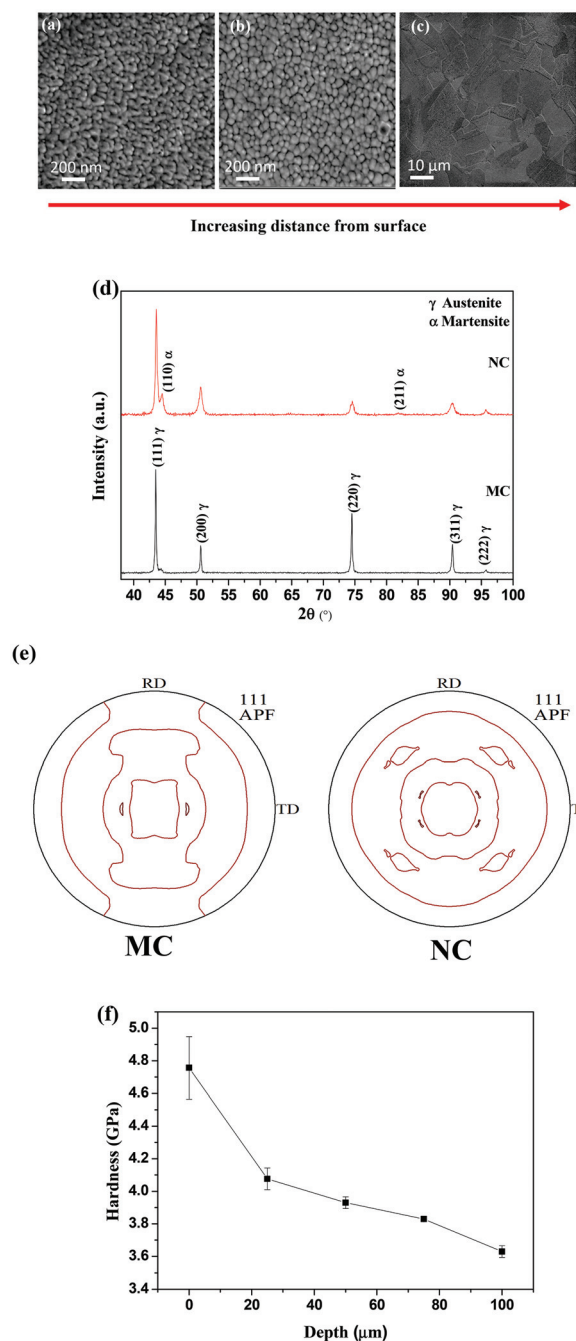 (a)
(b)
(c)
200 nm
200 nm
10 μm
Increasing distance from surface
(d)
γ Austenite
α Martensite
NC
(110) α
(211) α
MC
(111) γ
(200) γ
(220) γ
(311) γ
(222) γ
Intensity (a.u.)
40 45 50 55 60 65 70 75 80 85 90 95 100
2θ (°)
(e)
RD
111
APF
TD
MC
RD
111
APF
T
NC
(f)
5.0
4.8
4.6
4.4
4.2
4.0
3.8
3.6
3.4
Hardness (GPa)
0 20 40 60 80 100
Depth (μm)